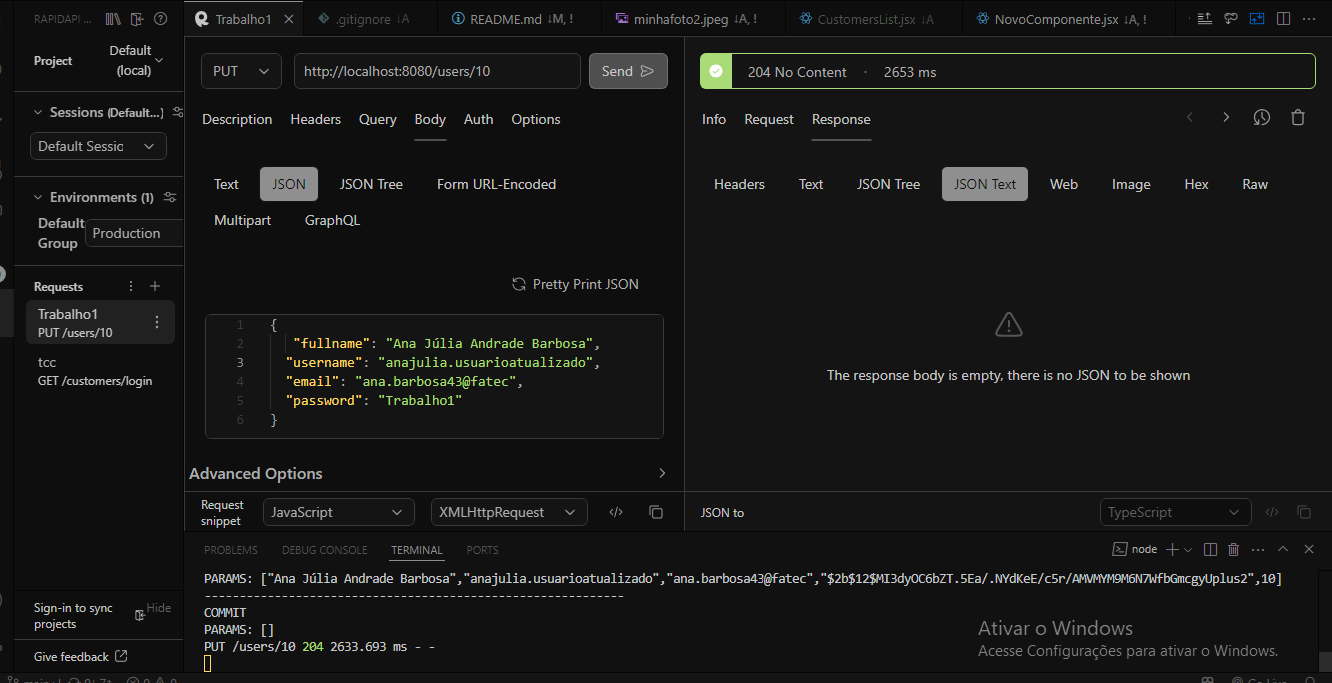 RAPIDAPI ...
Trabalho1
.gitignore ↓A
README.md ↓M, !
minhafoto2.jpeg ↓A, !
CustomersList.jsx ↓A
NovoComponente.jsx ↓A, !
Project
Default (local)
Sessions (Default...)
Default Sessio
Environments (1)
Default Group
Production
Requests
Trabalho1
PUT /users/10
tcc
GET /customers/login
Sign-in to sync projects
Hide
Give feedback
PUT
http://localhost:8080/users/10
Send
Description Headers Query Body Auth Options
Text JSON JSON Tree Form URL-Encoded
Multipart GraphQL
Pretty Print JSON
1 {
2 "fullname": "Ana Júlia Andrade Barbosa",
3 "username": "anajulia.usuarioatualizado",
4 "email": "ana.barbosa43@fatec",
5 "password": "Trabalho1"
6 }
Advanced Options
Request snippet
JavaScript
XMLHttpRequest
204 No Content · 2653 ms
Info Request Response
Headers Text JSON Tree JSON Text Web Image Hex Raw
The response body is empty, there is no JSON to be shown
JSON to
TypeScript
PROBLEMS DEBUG CONSOLE TERMINAL PORTS
node
PARAMS: ["Ana Júlia Andrade Barbosa","anajulia.usuarioatualizado","ana.barbosa43@fatec","$2b$12$MI3dyOC6bZT.5Ea/.NYdKeE/c5r/AMVMYM9M6N7WfbGmcgyUplus2",10]
------------------------------------------------------------
COMMIT
PARAMS: []
PUT /users/10 204 2633.693 ms - -
Ativar o Windows
Acesse Configurações para ativar o Windows.